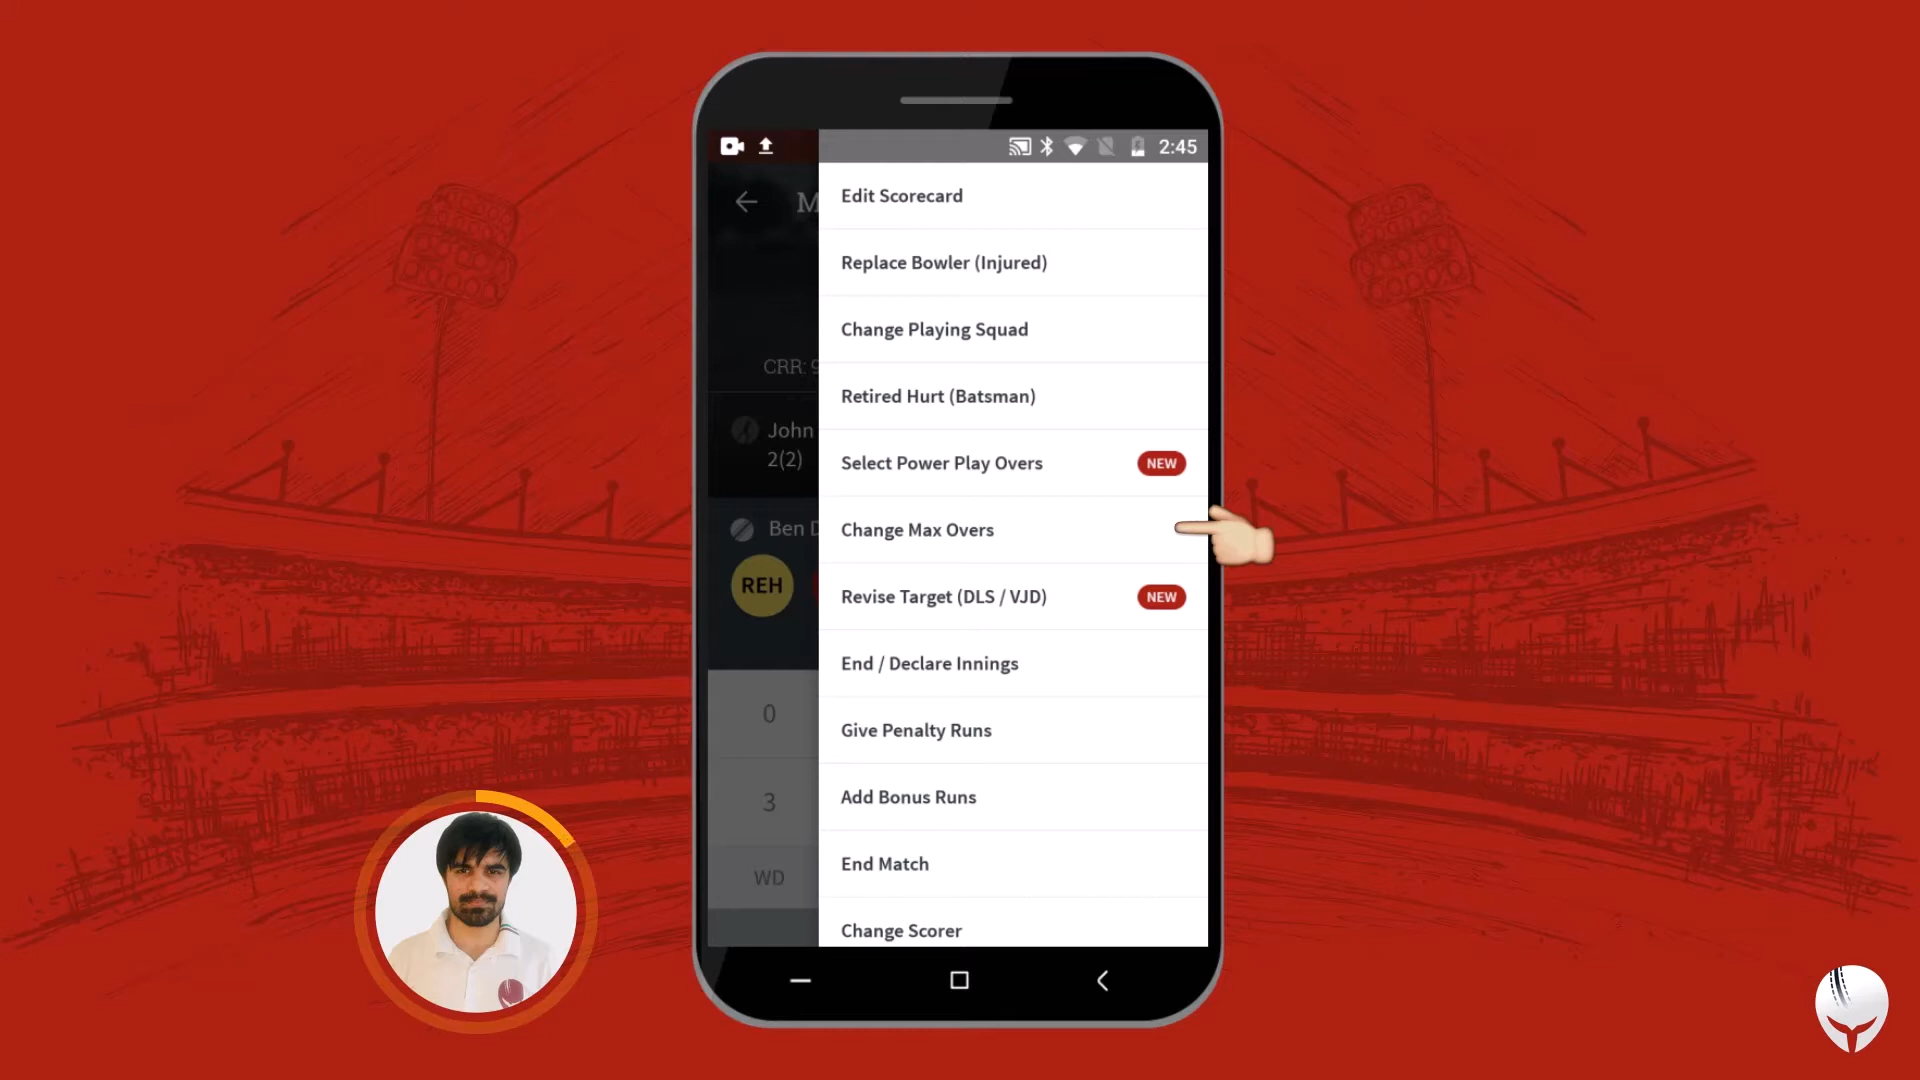 2:45
M
Edit Scorecard
Replace Bowler (Injured)
Change Playing Squad
CRR: 9
Retired Hurt (Batsman)
John
2(2)
Select Power Play Overs NEW
Change Max Overs
Ben D
REH
Revise Target (DLS / VJD) NEW
End / Declare Innings
0
Give Penalty Runs
3
Add Bonus Runs
End Match
WD
Change Scorer